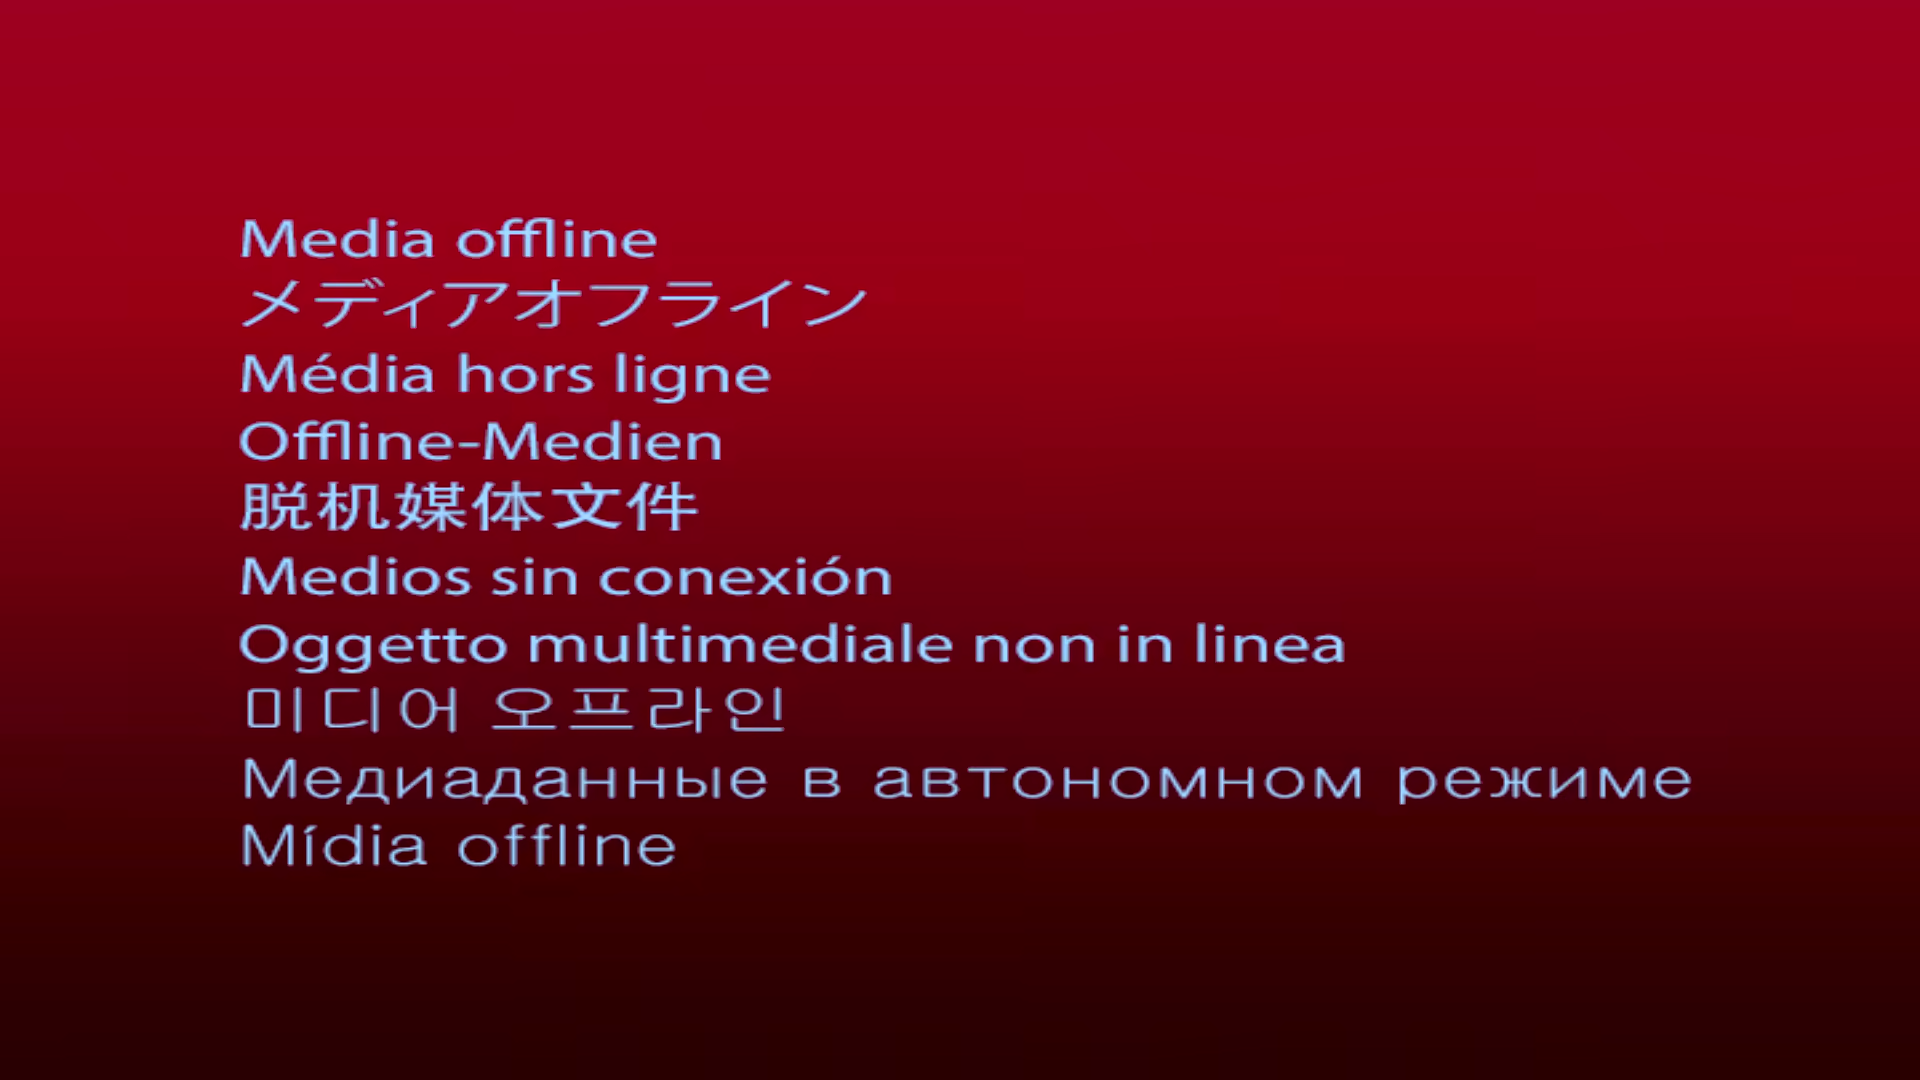 Media offline
メディアオフライン
Média hors ligne
Offline-Medien
脱机媒体文件
Medios sin conexión
Oggetto multimediale non in linea
미디어 오프라인
Медиаданные в автономном режиме
Mídia offline